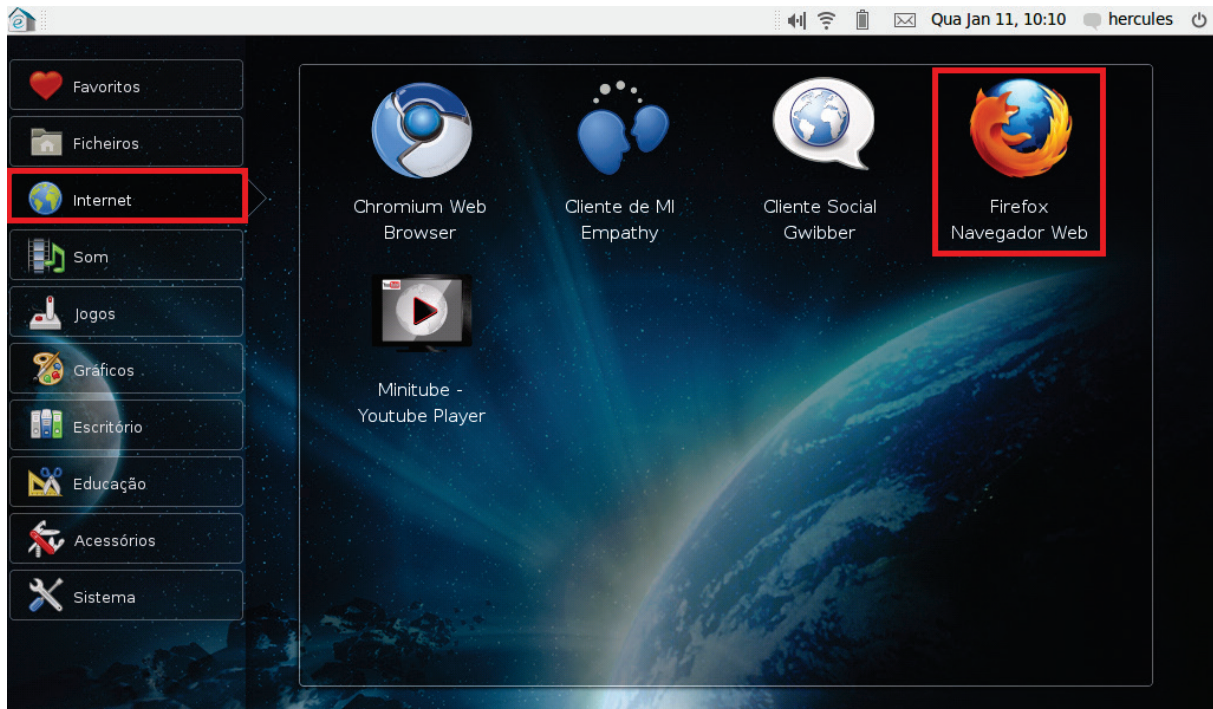 Qua Jan 11, 10:10 hercules
Favoritos
Ficheiros
Internet
Som
Jogos
Gráficos
Escritório
Educação
Acessórios
Sistema
Chromium Web
Browser
Cliente de MI
Empathy
Cliente Social
Gwibber
Firefox
Navegador Web
Minitube -
Youtube Player